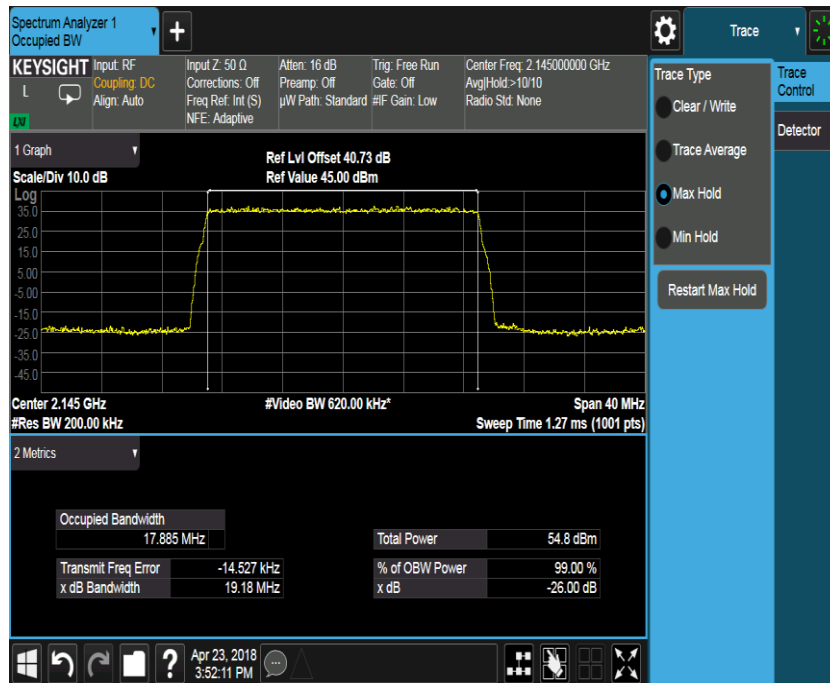 Spectrum Analyzer 1
Occupied BW
+
Trace
KEYSIGHT
L
LXI
Input: RF
Coupling: DC
Align: Auto
Input Z: 50 Ω
Corrections: Off
Freq Ref: Int (S)
NFE: Adaptive
Atten: 16 dB
Preamp: Off
µW Path: Standard
Trig: Free Run
Gate: Off
#IF Gain: Low
Center Freq: 2.145000000 GHz
Avg|Hold:>10/10
Radio Std: None
Trace Type
Clear / Write
Trace Average
Max Hold
Min Hold
Restart Max Hold
Trace
Control
Detector
1 Graph
Scale/Div 10.0 dB
Ref Lvl Offset 40.73 dB
Ref Value 45.00 dBm
Log
35.0
25.0
15.0
5.00
-5.00
-15.0
-25.0
-35.0
-45.0
Center 2.145 GHz
#Video BW 620.00 kHz*
Span 40 MHz
#Res BW 200.00 kHz
Sweep Time 1.27 ms (1001 pts)
2 Metrics
Occupied Bandwidth
17.885 MHz
Total Power 54.8 dBm
Transmit Freq Error -14.527 kHz
% of OBW Power 99.00 %
x dB Bandwidth 19.18 MHz
x dB -26.00 dB
?
Apr 23, 2018
3:52:11 PM